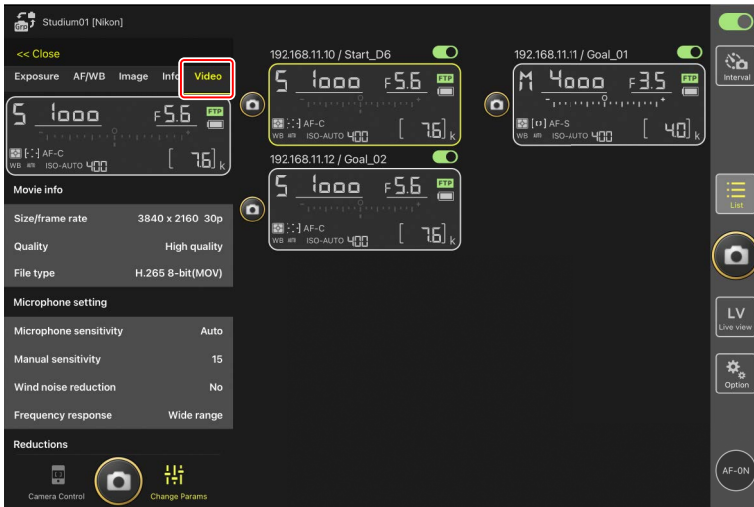 Grp
Studium01 [Nikon]
<< Close
Exposure AF/WB Image Info Video
S 1000 F5.6 FTP
AF-C
WB ISO-AUTO 400 [ 7.6] k
Movie info
Size/frame rate 3840 x 2160 30p
Quality High quality
File type H.265 8-bit(MOV)
Microphone setting
Microphone sensitivity Auto
Manual sensitivity 15
Wind noise reduction No
Frequency response Wide range
Reductions
Camera Control
Change Params
192.168.11.10 / Start_D6
S 1000 F5.6 FTP
AF-C
WB ISO-AUTO 400 [ 7.6] k
192.168.11.11 / Goal_01
M 4000 F3.5 FTP
AF-S
WB ISO-AUTO 400 [ 4.0] k
192.168.11.12 / Goal_02
S 1000 F5.6 FTP
AF-C
WB ISO-AUTO 400 [ 7.6] k
Interval
List
LV
Live view
Option
AF-ON